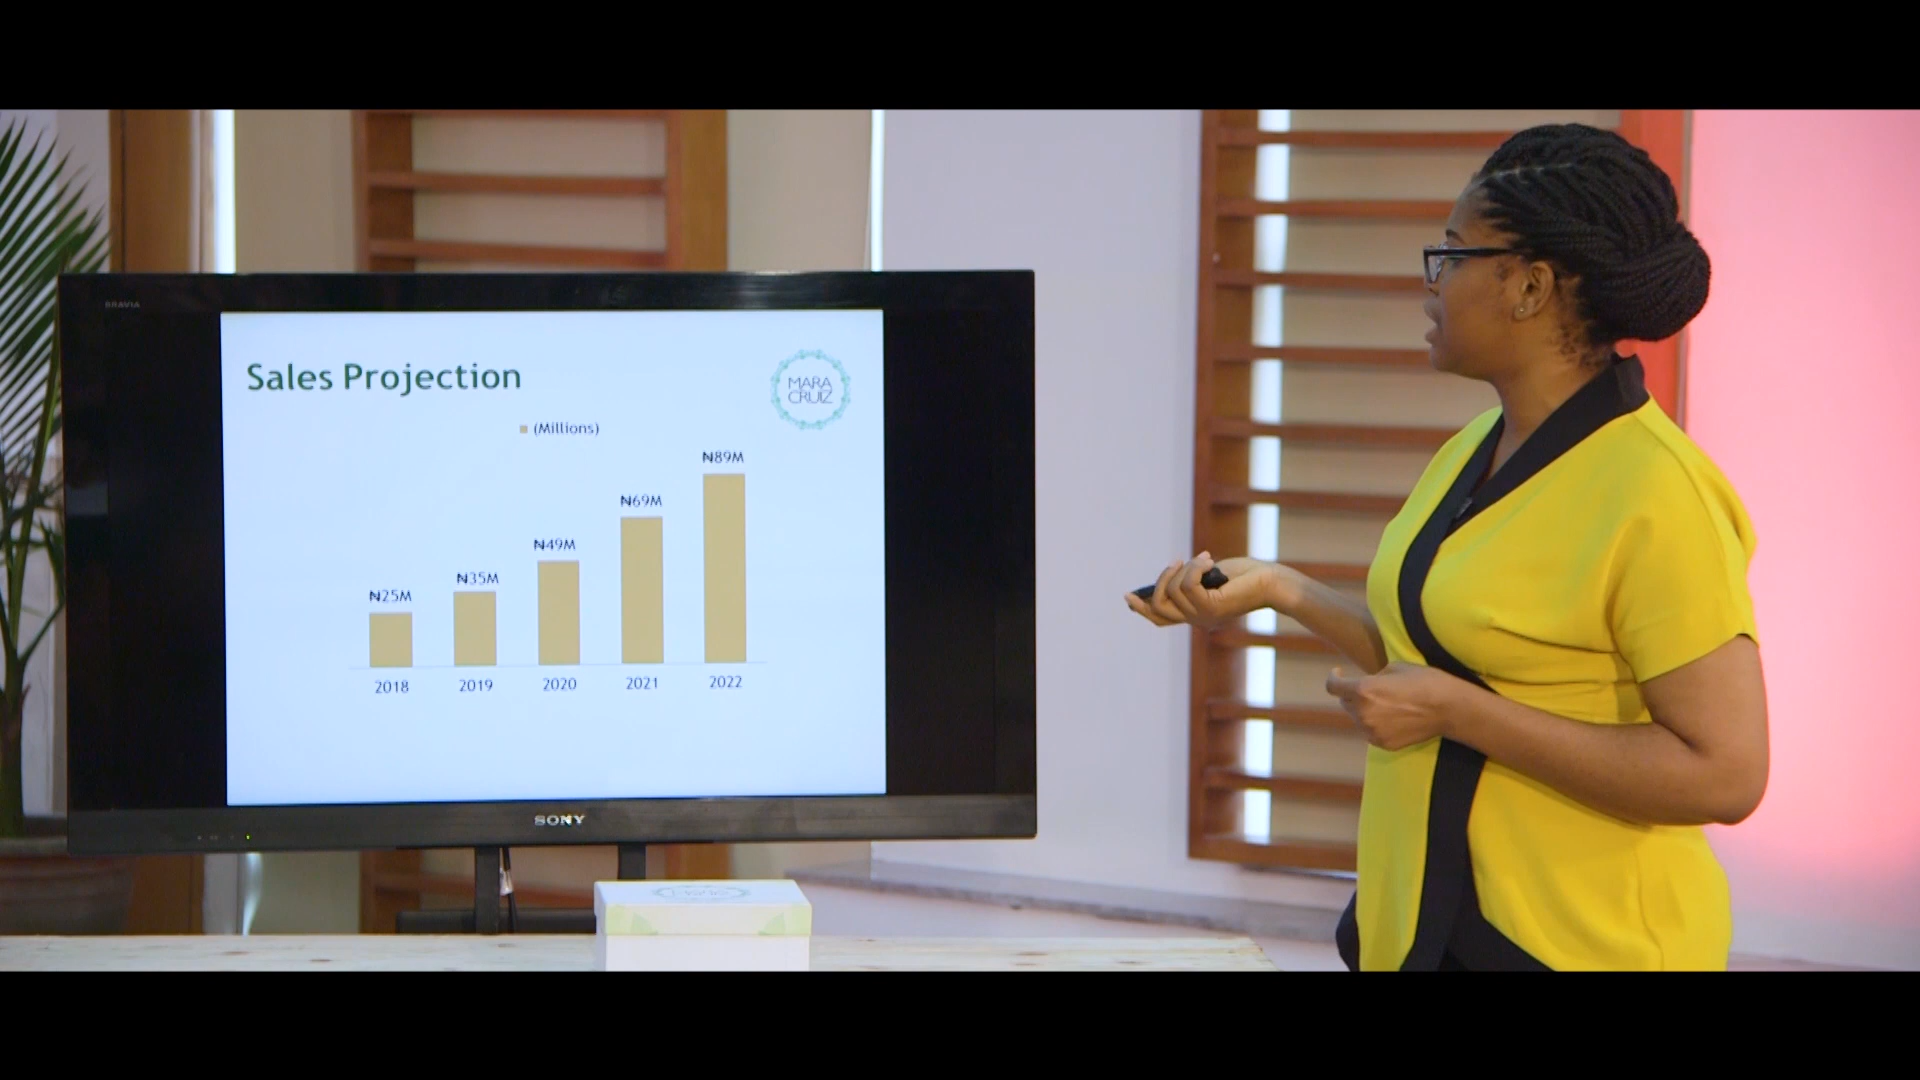 BRAVIA
Sales Projection
MARA
CRUIZ
(Millions)
₦25M
₦35M
₦49M
₦69M
₦89M
2018
2019
2020
2021
2022
SONY